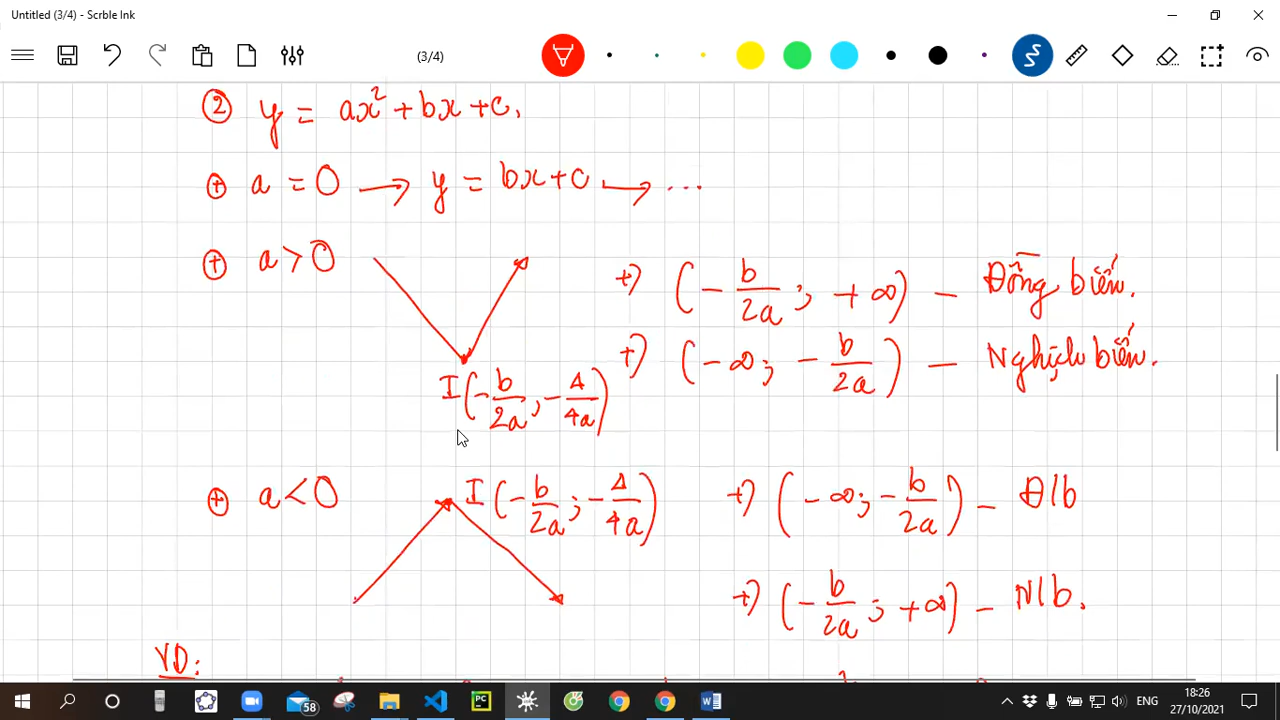 Untitled (3/4) - Scrble Ink
(3/4)
② y = ax² + bx + c.
⊕ a = 0 → y = bx + c → ...
⊕ a > 0
+) (-b/2a ; +∞) - Đồng biến.
+) (-∞ ; -b/2a) - Nghịch biến.
I(-b/2a ; -Δ/4a)
⊕ a < 0
I(-b/2a ; -Δ/4a)
+) (-∞ ; -b/2a) - Đ/b
+) (-b/2a ; +∞) - N/b.
VD:
58
ENG
18:26
27/10/2021